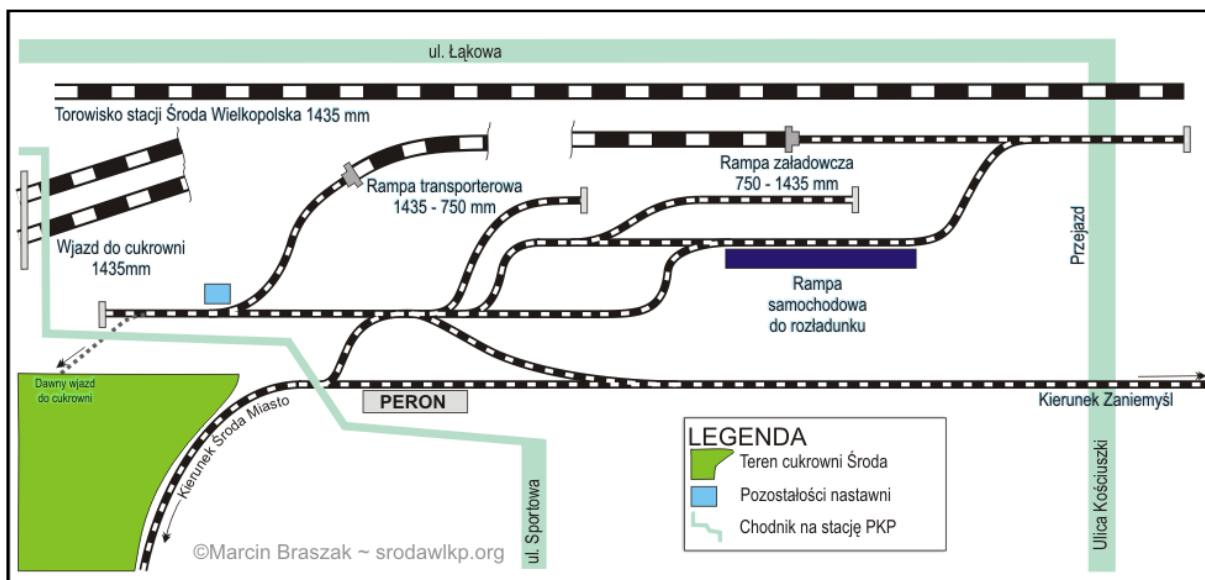 ul. Łąkowa
Torowisko stacji Środa Wielkopolska 1435 mm
Rampa transporterowa
1435 - 750 mm
Rampa załadowcza
750 - 1435 mm
Wjazd do cukrowni
1435mm
Przejazd
Rampa
samochodowa
do rozładunku
Dawny wjazd
do cukrowni
Kierunek Środa Miasto
PERON
Kierunek Zaniemyśl
LEGENDA
Teren cukrowni Środa
Pozostałości nastawni
Chodnik na stację PKP
ul. Sportowa
Ulica Kościuszki
©Marcin Braszak ~ srodawlkp.org